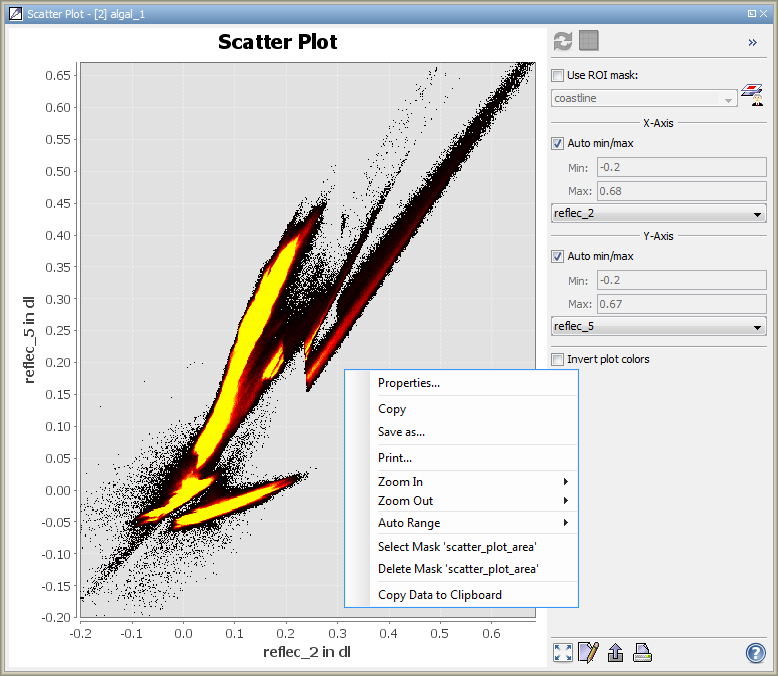 Scatter Plot - [2] algal_1
Scatter Plot
0.65
0.60
0.55
0.50
0.45
0.40
0.35
0.30
0.25
0.20
0.15
0.10
0.05
0.00
-0.05
-0.10
-0.15
-0.20
reflec_5 in dl
-0.2 -0.1 0.0 0.1 0.2 0.3 0.4 0.5 0.6
reflec_2 in dl
Properties...
Copy
Save as...
Print...
Zoom In
Zoom Out
Auto Range
Select Mask 'scatter_plot_area'
Delete Mask 'scatter_plot_area'
Copy Data to Clipboard
»
Use ROI mask:
coastline
X-Axis
Auto min/max
Min: -0.2
Max: 0.68
reflec_2
Y-Axis
Auto min/max
Min: -0.2
Max: 0.67
reflec_5
Invert plot colors
?